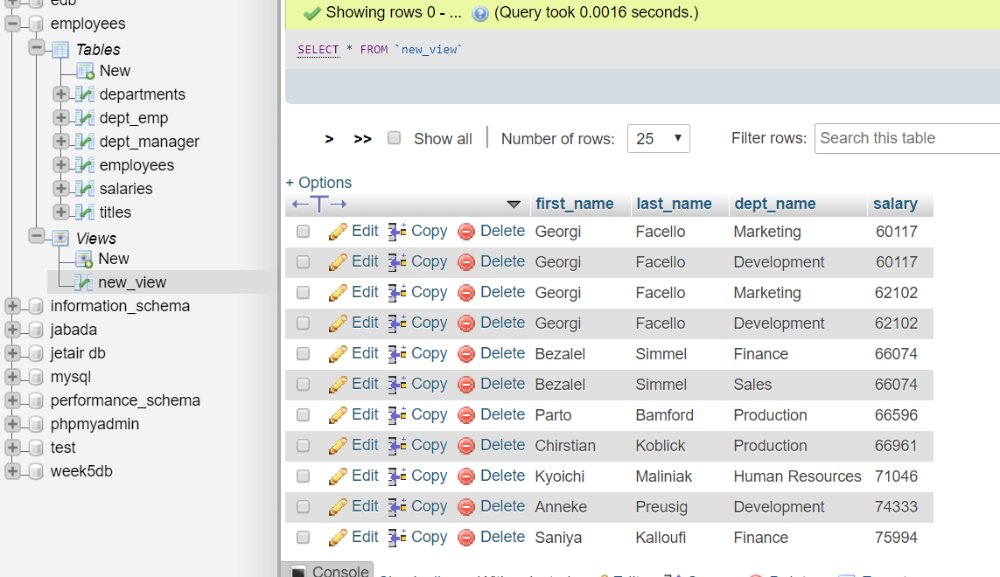 edb
employees
Tables
New
departments
dept_emp
dept_manager
employees
salaries
titles
Views
New
new_view
information_schema
jabada
jetair db
mysql
performance_schema
phpmyadmin
test
week5db
Showing rows 0 - ... (Query took 0.0016 seconds.)
SELECT * FROM `new_view`
> >> Show all Number of rows: 25 Filter rows: Search this table
+ Options
first_name last_name dept_name salary
Edit Copy Delete Georgi Facello Marketing 60117
Edit Copy Delete Georgi Facello Development 60117
Edit Copy Delete Georgi Facello Marketing 62102
Edit Copy Delete Georgi Facello Development 62102
Edit Copy Delete Bezalel Simmel Finance 66074
Edit Copy Delete Bezalel Simmel Sales 66074
Edit Copy Delete Parto Bamford Production 66596
Edit Copy Delete Chirstian Koblick Production 66961
Edit Copy Delete Kyoichi Maliniak Human Resources 71046
Edit Copy Delete Anneke Preusig Development 74333
Edit Copy Delete Saniya Kalloufi Finance 75994
Console